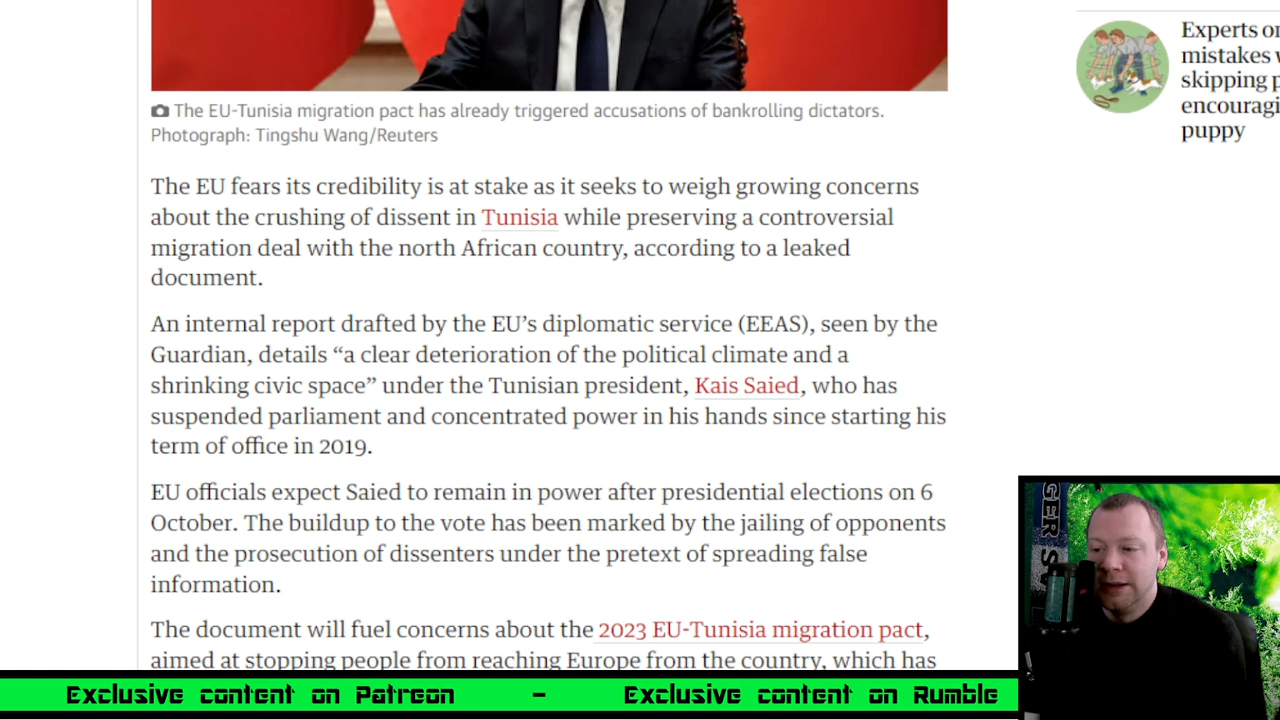 The EU-Tunisia migration pact has already triggered accusations of bankrolling dictators.
Photograph: Tingshu Wang/Reuters
The EU fears its credibility is at stake as it seeks to weigh growing concerns
about the crushing of dissent in Tunisia while preserving a controversial
migration deal with the north African country, according to a leaked
document.
An internal report drafted by the EU’s diplomatic service (EEAS), seen by the
Guardian, details “a clear deterioration of the political climate and a
shrinking civic space” under the Tunisian president, Kais Saied, who has
suspended parliament and concentrated power in his hands since starting his
term of office in 2019.
EU officials expect Saied to remain in power after presidential elections on 6
October. The buildup to the vote has been marked by the jailing of opponents
and the prosecution of dissenters under the pretext of spreading false
information.
The document will fuel concerns about the 2023 EU-Tunisia migration pact,
aimed at stopping people from reaching Europe from the country, which has
Experts
mistakes
skipping
puppy
Exclusive content on Patreon - Exclusive content on Rumble